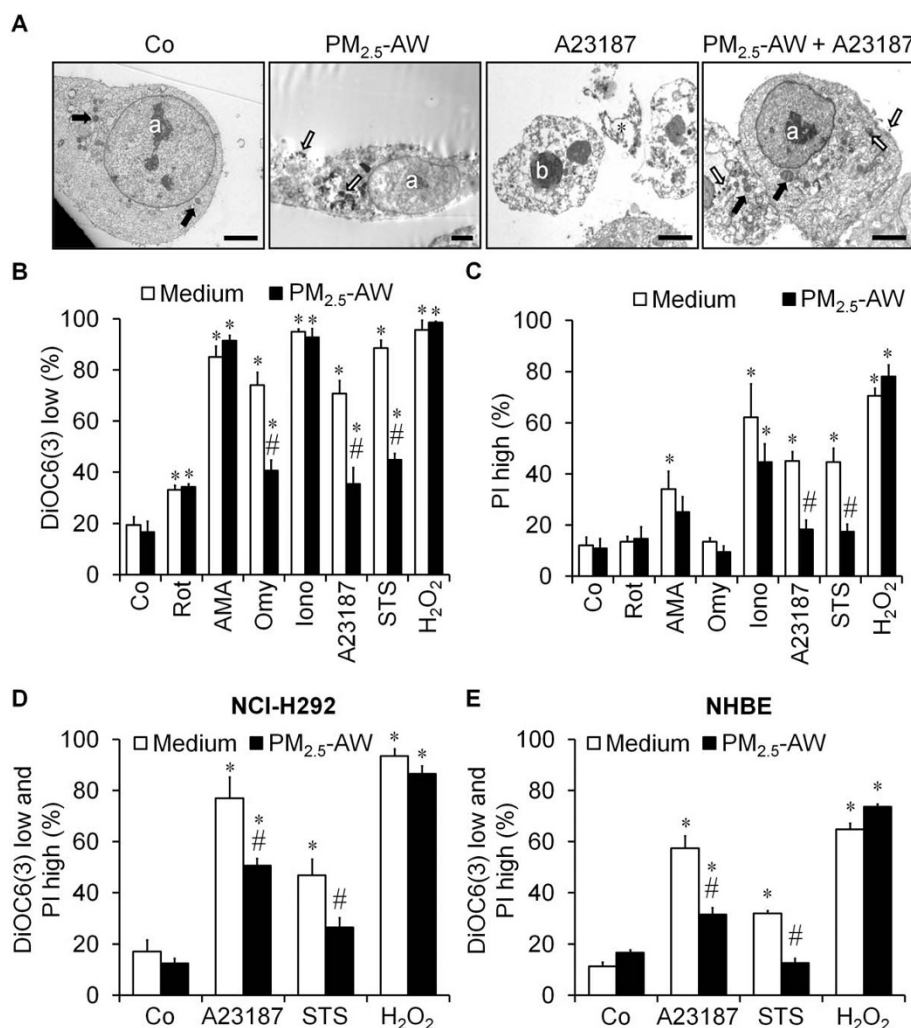 A
Co
PM2.5-AW
A23187
PM2.5-AW + A23187
a
a
b
*
a
B
Medium
PM2.5-AW
DiOC6(3) low (%)
100
80
60
40
20
0
* *
* *
*
*
#
* *
*
*
#
*
*
#
* *
Co
Rot
AMA
Omy
Iono
A23187
STS
H2O2
C
Medium
PM2.5-AW
PI high (%)
100
80
60
40
20
0
*
*
*
*
#
*
#
*
*
Co
Rot
AMA
Omy
Iono
A23187
STS
H2O2
D
NCI-H292
Medium
PM2.5-AW
DiOC6(3) low and
PI high (%)
100
80
60
40
20
0
*
*
#
*
#
*
*
Co
A23187
STS
H2O2
E
NHBE
Medium
PM2.5-AW
DiOC6(3) low and
PI high (%)
100
80
60
40
20
0
*
*
#
*
#
*
*
Co
A23187
STS
H2O2